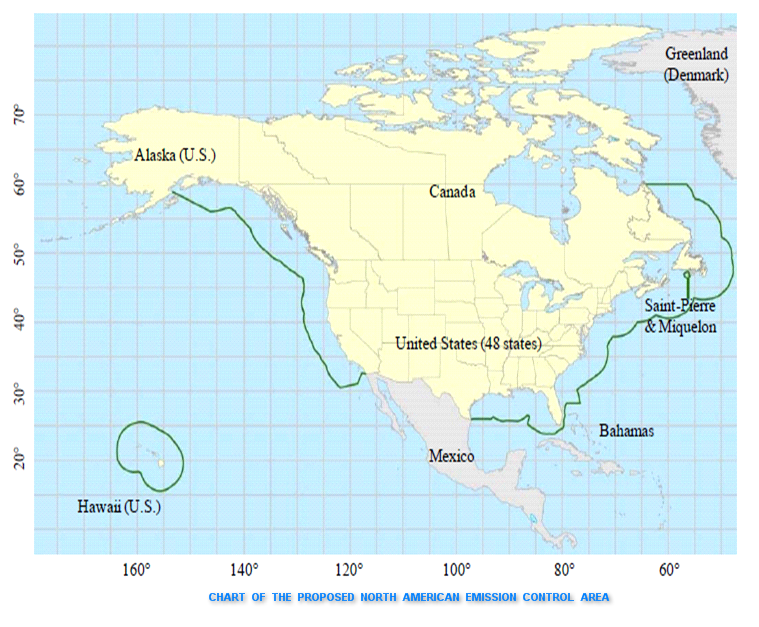 Greenland
(Denmark)
70°
Alaska (U.S.)
60°
Canada
50°
Saint-Pierre
& Miquelon
40°
United States (48 states)
30°
Bahamas
Mexico
20°
Hawaii (U.S.)
160°
140°
120°
100°
80°
60°
CHART OF THE PROPOSED NORTH AMERICAN EMISSION CONTROL AREA